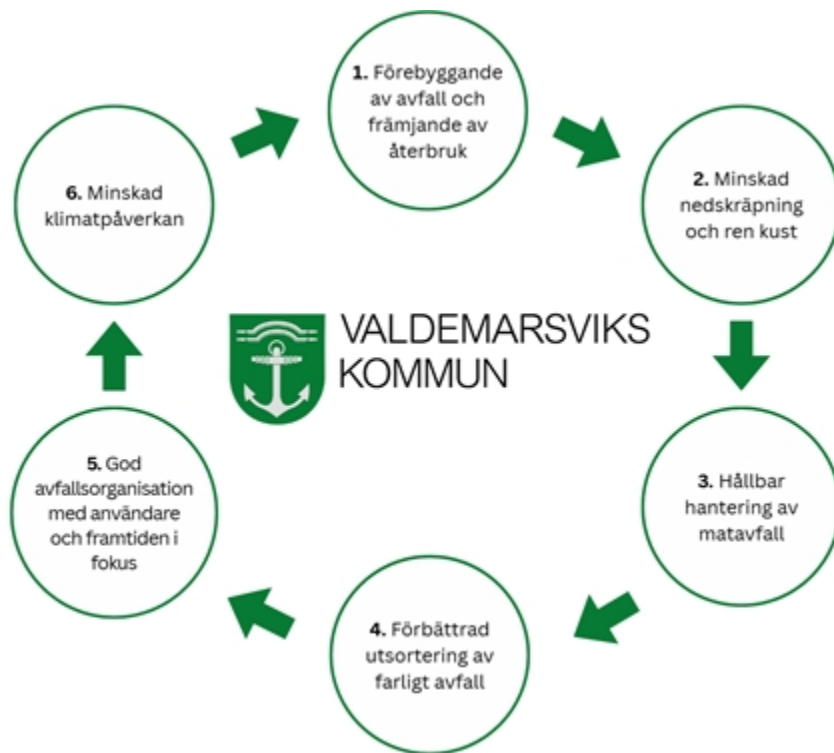 1. Förebyggande
av avfall och
främjande av
återbruk
2. Minskad
nedskräpning
och ren kust
3. Hållbar
hantering av
matavfall
4. Förbättrad
utsortering av
farligt avfall
5. God
avfallsorganisation
med användare
och framtiden i
fokus
6. Minskad
klimatpåverkan
VALDEMARSVIKS
KOMMUN